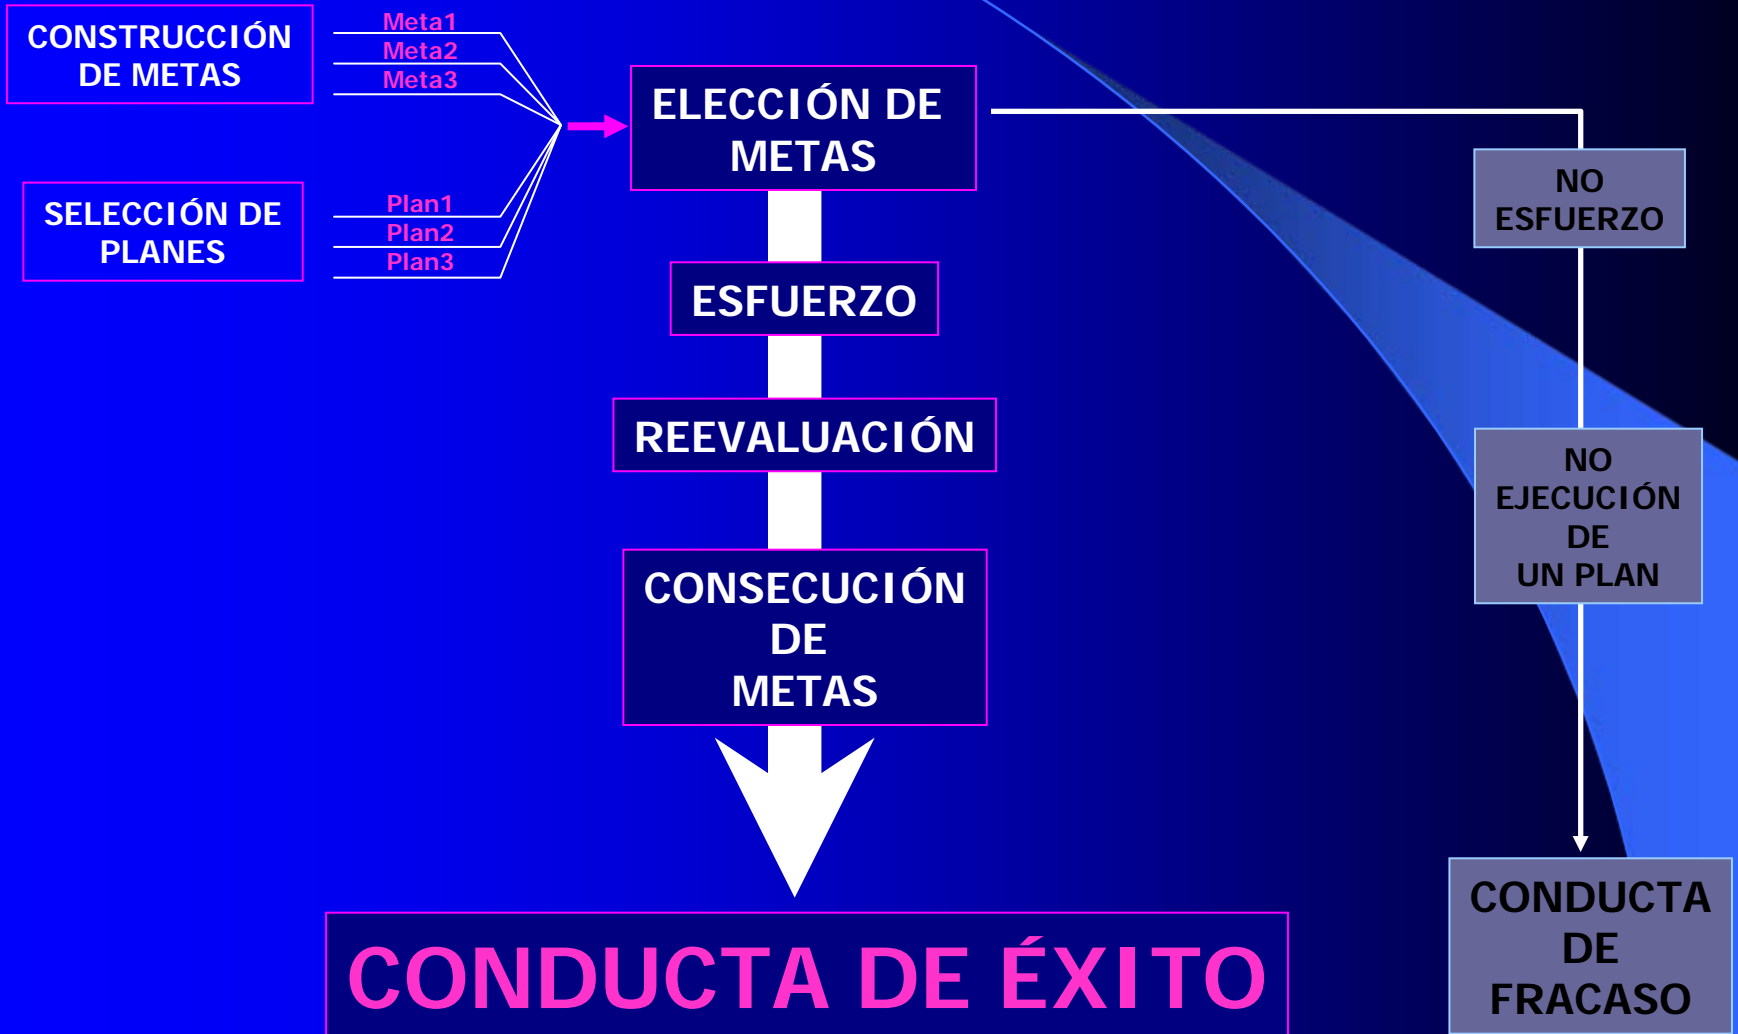 CONSTRUCCIÓN
DE METAS
Meta1
Meta2
Meta3
SELECCIÓN DE
PLANES
Plan1
Plan2
Plan3
ELECCIÓN DE
METAS
ESFUERZO
REEVALUACIÓN
CONSECUCIÓN
DE
METAS
CONDUCTA DE ÉXITO
NO
ESFUERZO
NO
EJECUCIÓN
DE
UN PLAN
CONDUCTA
DE
FRACASO